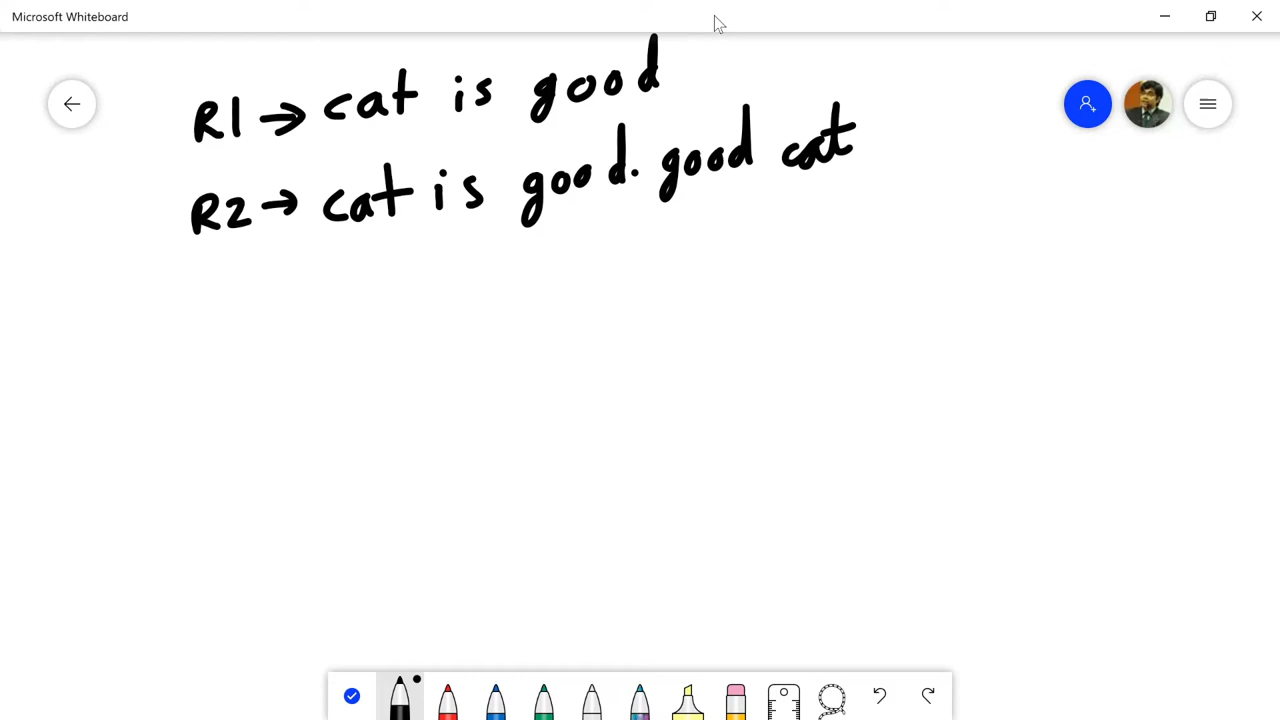 Microsoft Whiteboard
R1 → cat is good
R2 → cat is good. good cat